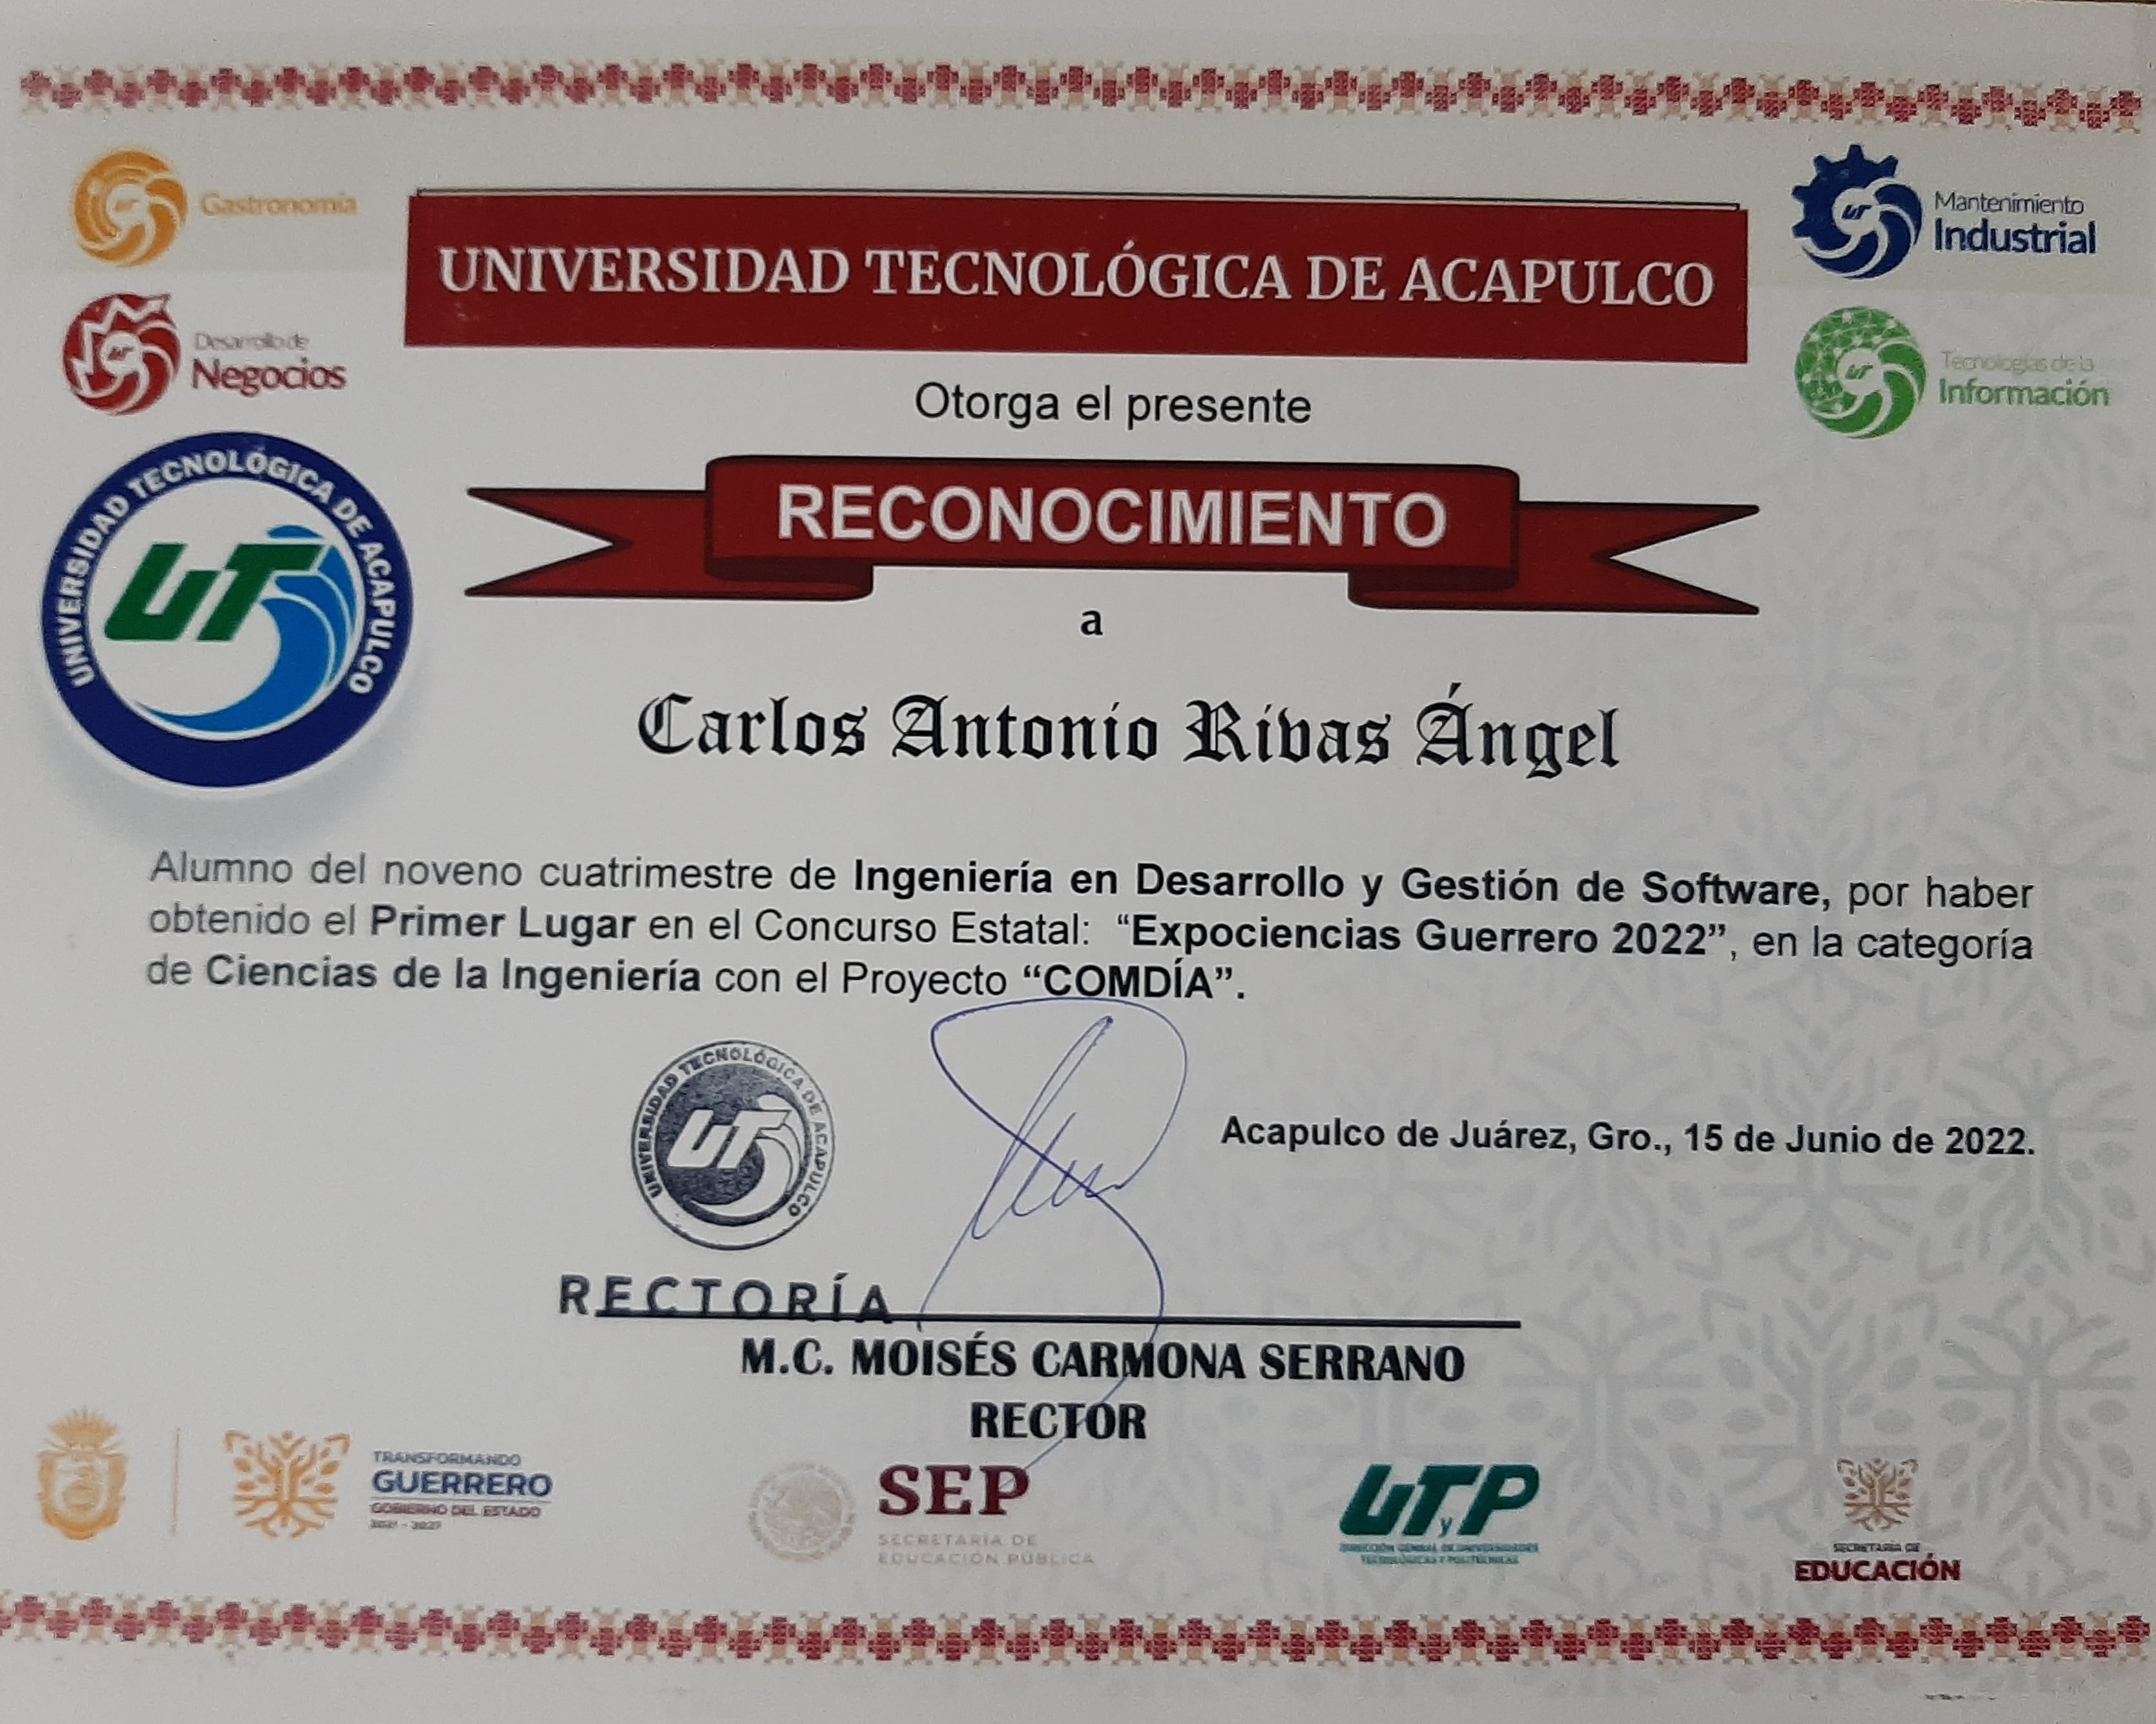 Gastronomía
Desarrollo de
Negocios
Mantenimiento
Industrial
Tecnologías de la
Información
UNIVERSIDAD TECNOLÓGICA DE ACAPULCO
Otorga el presente
UNIVERSIDAD TECNOLÓGICA DE ACAPULCO
UT
RECONOCIMIENTO
a
Carlos Antonio Rivas Ángel
Alumno del noveno cuatrimestre de Ingeniería en Desarrollo y Gestión de Software, por haber
obtenido el Primer Lugar en el Concurso Estatal: “Expociencias Guerrero 2022”, en la categoría
de Ciencias de la Ingeniería con el Proyecto “COMDÍA”.
UNIVERSIDAD TECNOLÓGICA DE ACAPULCO
UT
Acapulco de Juárez, Gro., 15 de Junio de 2022.
RECTORÍA
M.C. MOISÉS CARMONA SERRANO
RECTOR
TRANSFORMANDO
GUERRERO
GOBIERNO DEL ESTADO
2021 - 2027
SEP
SECRETARÍA DE
EDUCACIÓN PÚBLICA
UTyP
DIRECCIÓN GENERAL DE UNIVERSIDADES
TECNOLÓGICAS Y POLITÉCNICAS
SECRETARÍA DE
EDUCACIÓN